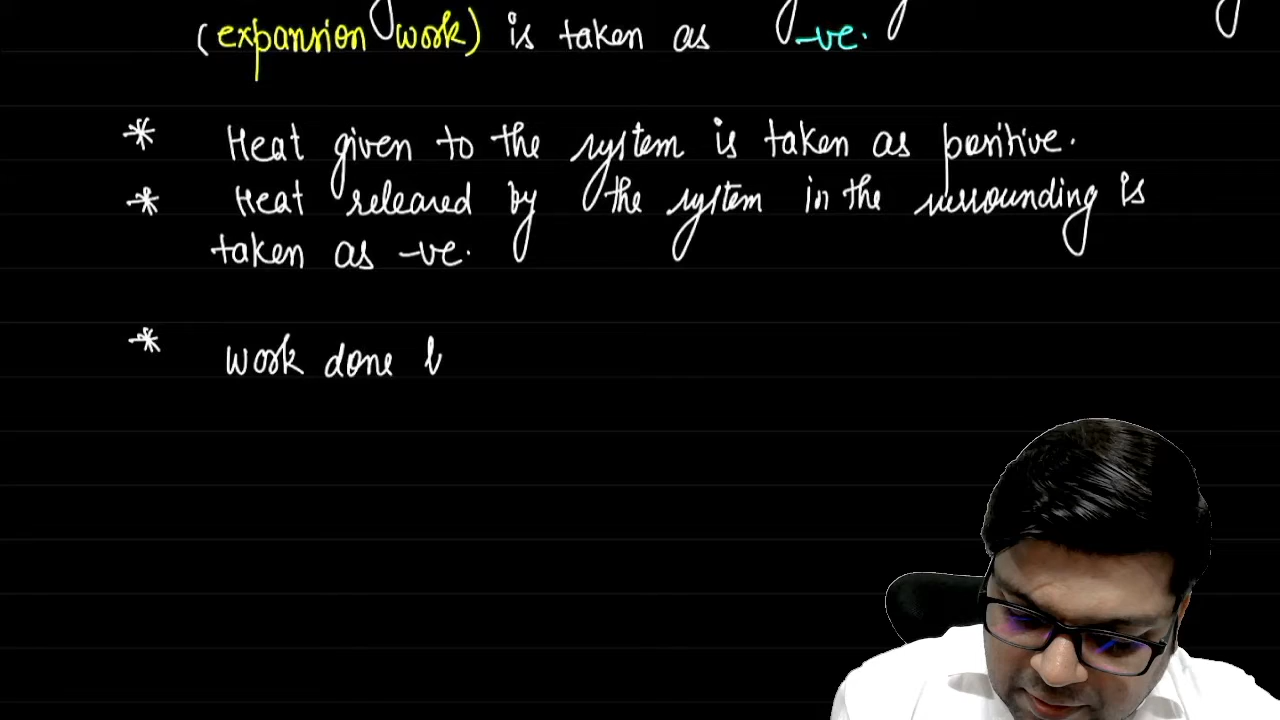 (expansion work) is taken as -ve.
* Heat given to the system is taken as positive.
* Heat released by the system in the surrounding is
taken as -ve.
* Work done